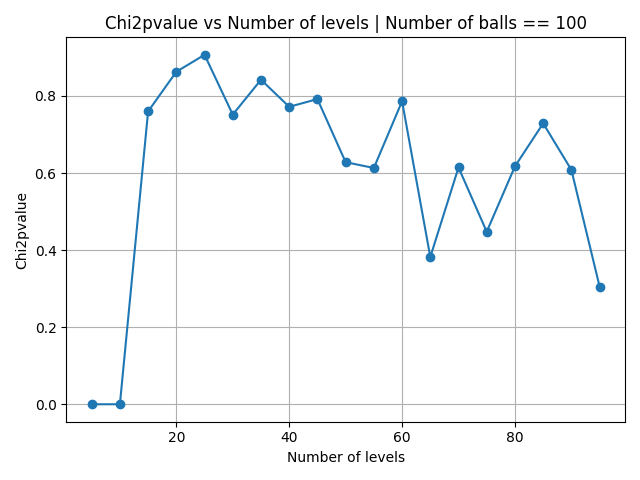 Chi2pvalue vs Number of levels | Number of balls == 100
Chi2pvalue
0.8
0.6
0.4
0.2
0.0
20 40 60 80
Number of levels